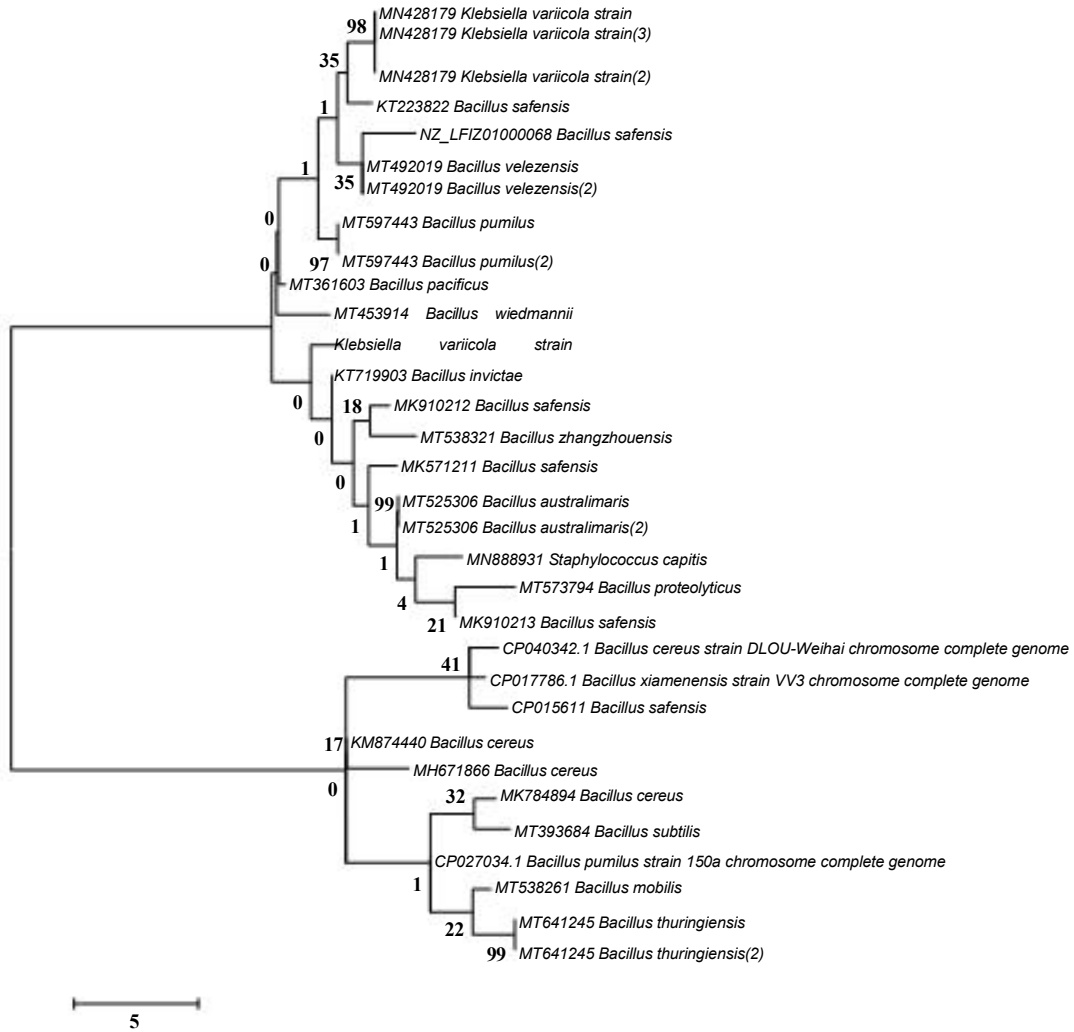 MN428179 Klebsiella variicola strain
98
MN428179 Klebsiella variicola strain(3)
35
MN428179 Klebsiella variicola strain(2)
1
KT223822 Bacillus safensis
NZ_LFIZ01000068 Bacillus safensis
1
MT492019 Bacillus velezensis
35
MT492019 Bacillus velezensis(2)
0
MT597443 Bacillus pumilus
0
97
MT597443 Bacillus pumilus(2)
MT361603 Bacillus pacificus
MT453914 Bacillus wiedmannii
Klebsiella variicola strain
KT719903 Bacillus invictae
0
18
MK910212 Bacillus safensis
0
MT538321 Bacillus zhangzhouensis
MK571211 Bacillus safensis
0
99
MT525306 Bacillus australimaris
1
MT525306 Bacillus australimaris(2)
1
MN888931 Staphylococcus capitis
4
MT573794 Bacillus proteolyticus
21
MK910213 Bacillus safensis
CP040342.1 Bacillus cereus strain DLOU-Weihai chromosome complete genome
41
CP017786.1 Bacillus xiamenensis strain VV3 chromosome complete genome
CP015611 Bacillus safensis
17
KM874440 Bacillus cereus
MH671866 Bacillus cereus
0
32
MK784894 Bacillus cereus
MT393684 Bacillus subtilis
CP027034.1 Bacillus pumilus strain 150a chromosome complete genome
1
MT538261 Bacillus mobilis
22
MT641245 Bacillus thuringiensis
99
MT641245 Bacillus thuringiensis(2)
5